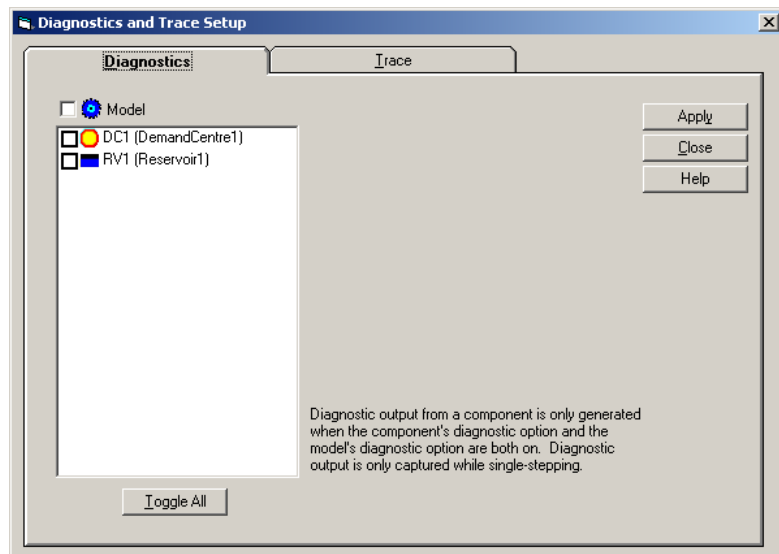 Diagnostics and Trace Setup
Diagnostics
Trace
Model
DC1 (DemandCentre1)
RV1 (Reservoir1)
Apply
Close
Help
Diagnostic output from a component is only generated
when the component's diagnostic option and the
model's diagnostic option are both on. Diagnostic
output is only captured while single-stepping.
Toggle All